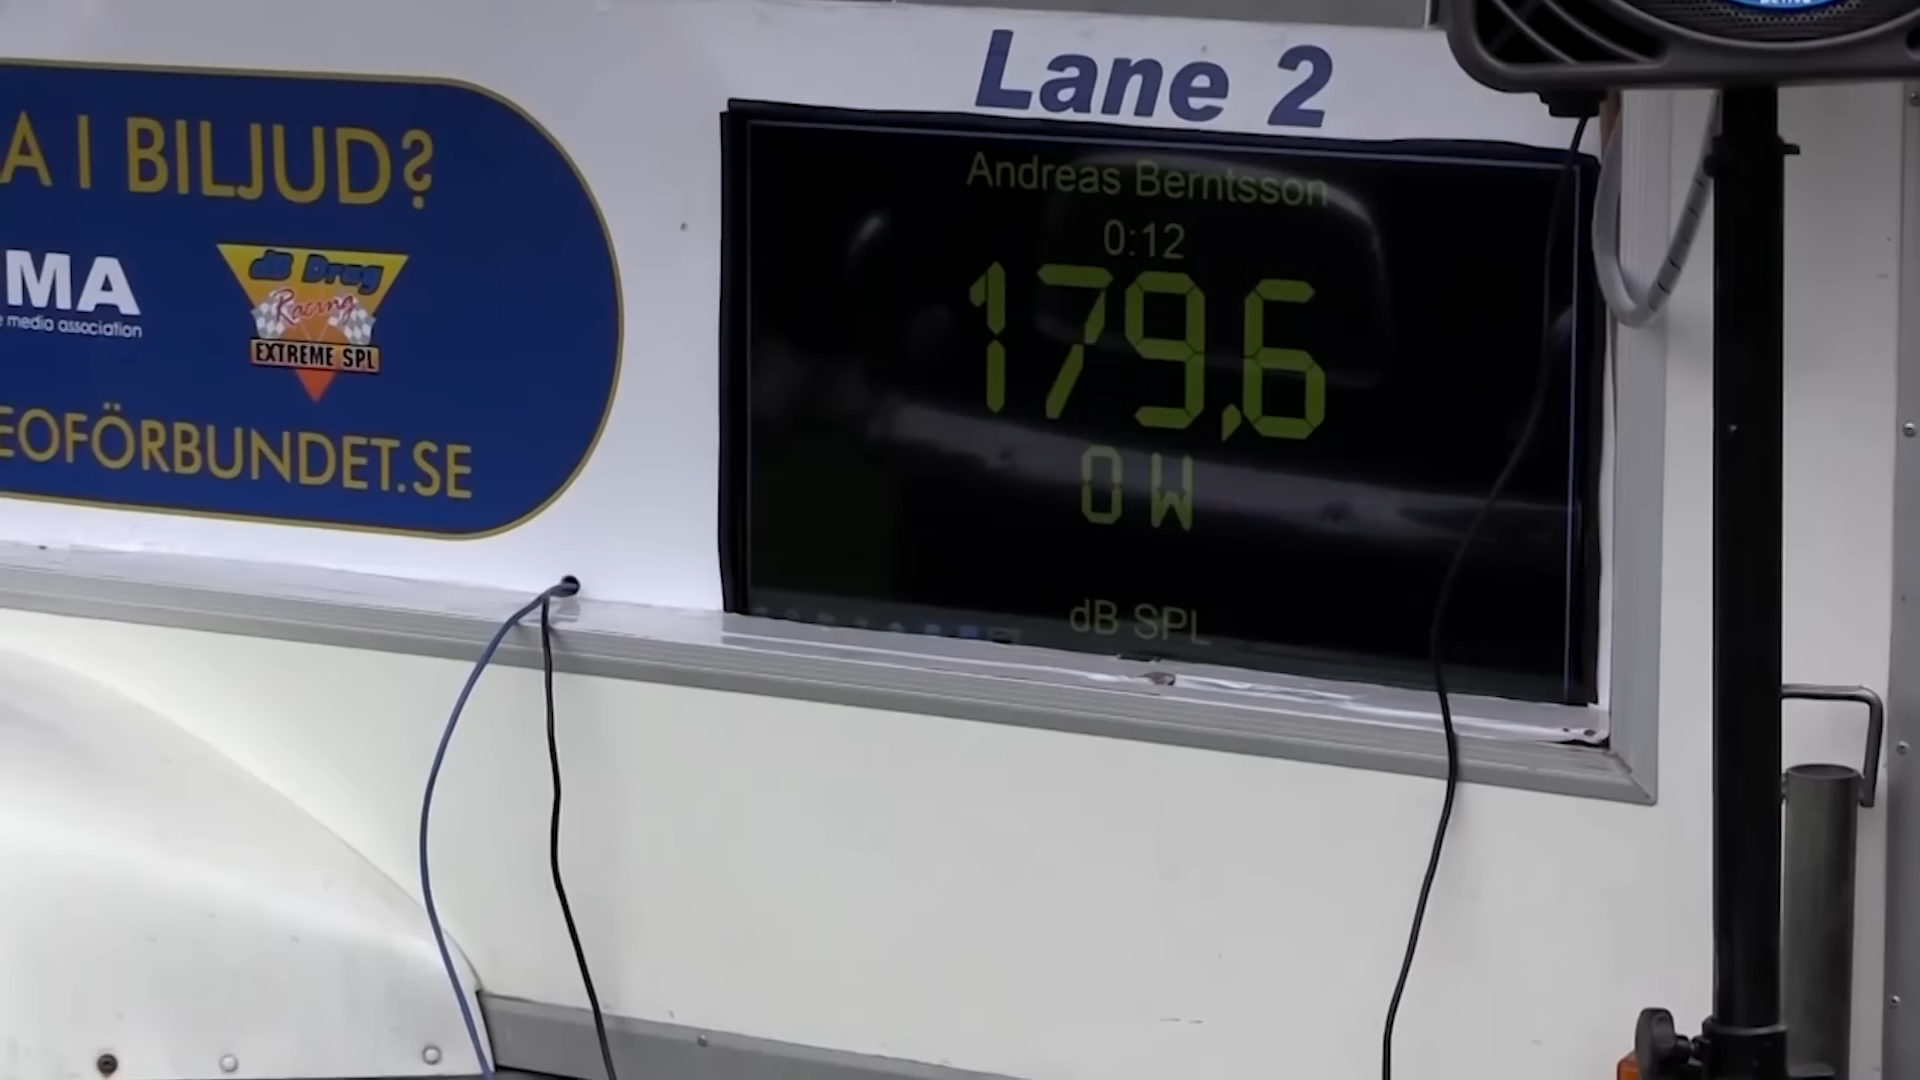 Lane 2
A I BILJUD?
MA
media association
dB Drag
Racing
EXTREME SPL
EOFÖRBUNDET.SE
Andreas Berntsson
0:12
179,6
0 W
dB SPL
ACTIVE